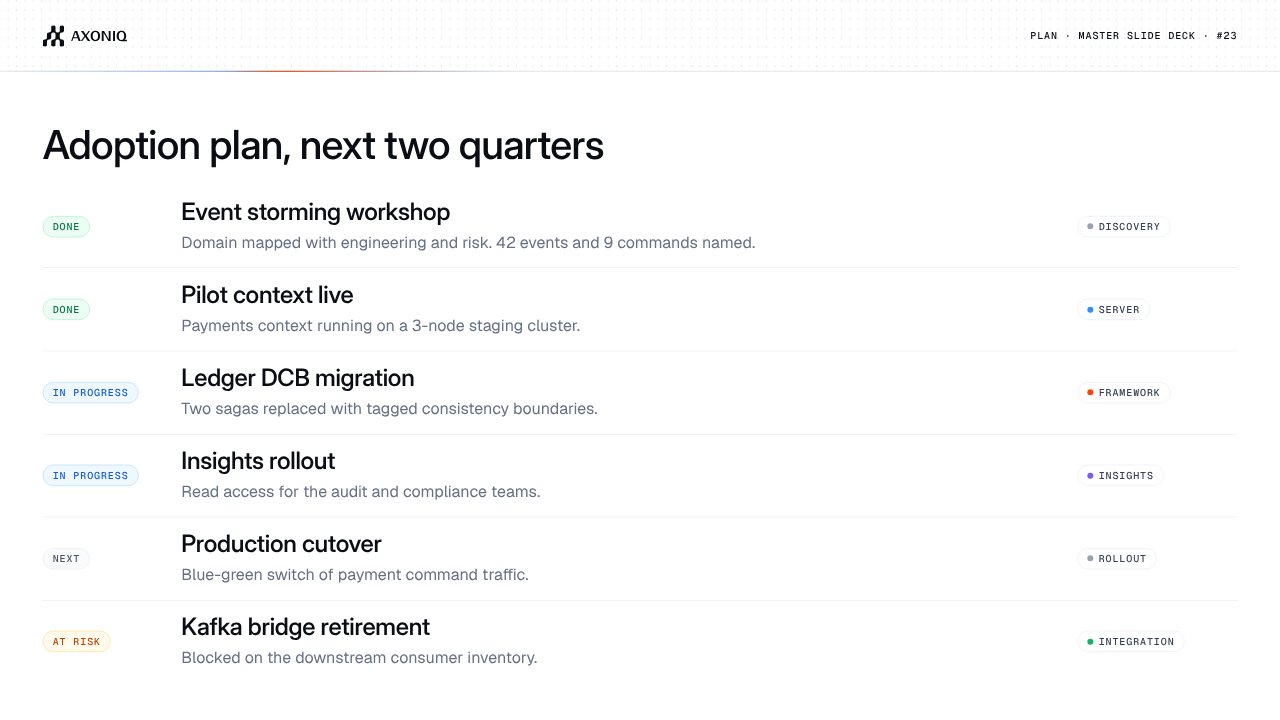 AXONIQ
PLAN · MASTER SLIDE DECK · #23
Adoption plan, next two quarters
DONE
Event storming workshop
Domain mapped with engineering and risk. 42 events and 9 commands named.
DISCOVERY
DONE
Pilot context live
Payments context running on a 3-node staging cluster.
SERVER
IN PROGRESS
Ledger DCB migration
Two sagas replaced with tagged consistency boundaries.
FRAMEWORK
IN PROGRESS
Insights rollout
Read access for the audit and compliance teams.
INSIGHTS
NEXT
Production cutover
Blue-green switch of payment command traffic.
ROLLOUT
AT RISK
Kafka bridge retirement
Blocked on the downstream consumer inventory.
INTEGRATION